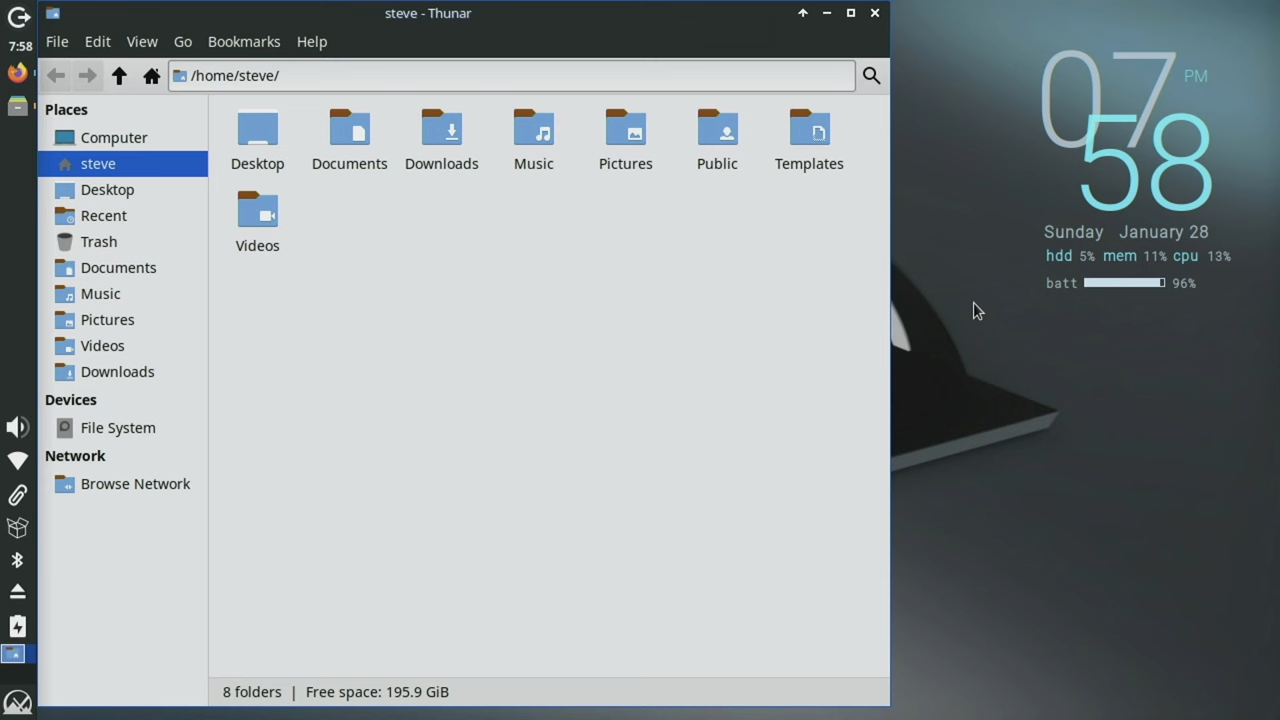 steve - Thunar
7:58
File Edit View Go Bookmarks Help
/home/steve/
Places
Computer
steve
Desktop
Recent
Trash
Documents
Music
Pictures
Videos
Downloads
Devices
File System
Network
Browse Network
Desktop Documents Downloads Music Pictures Public Templates
Videos
8 folders | Free space: 195.9 GiB
07 PM
58
Sunday January 28
hdd 5% mem 11% cpu 13%
batt 96%